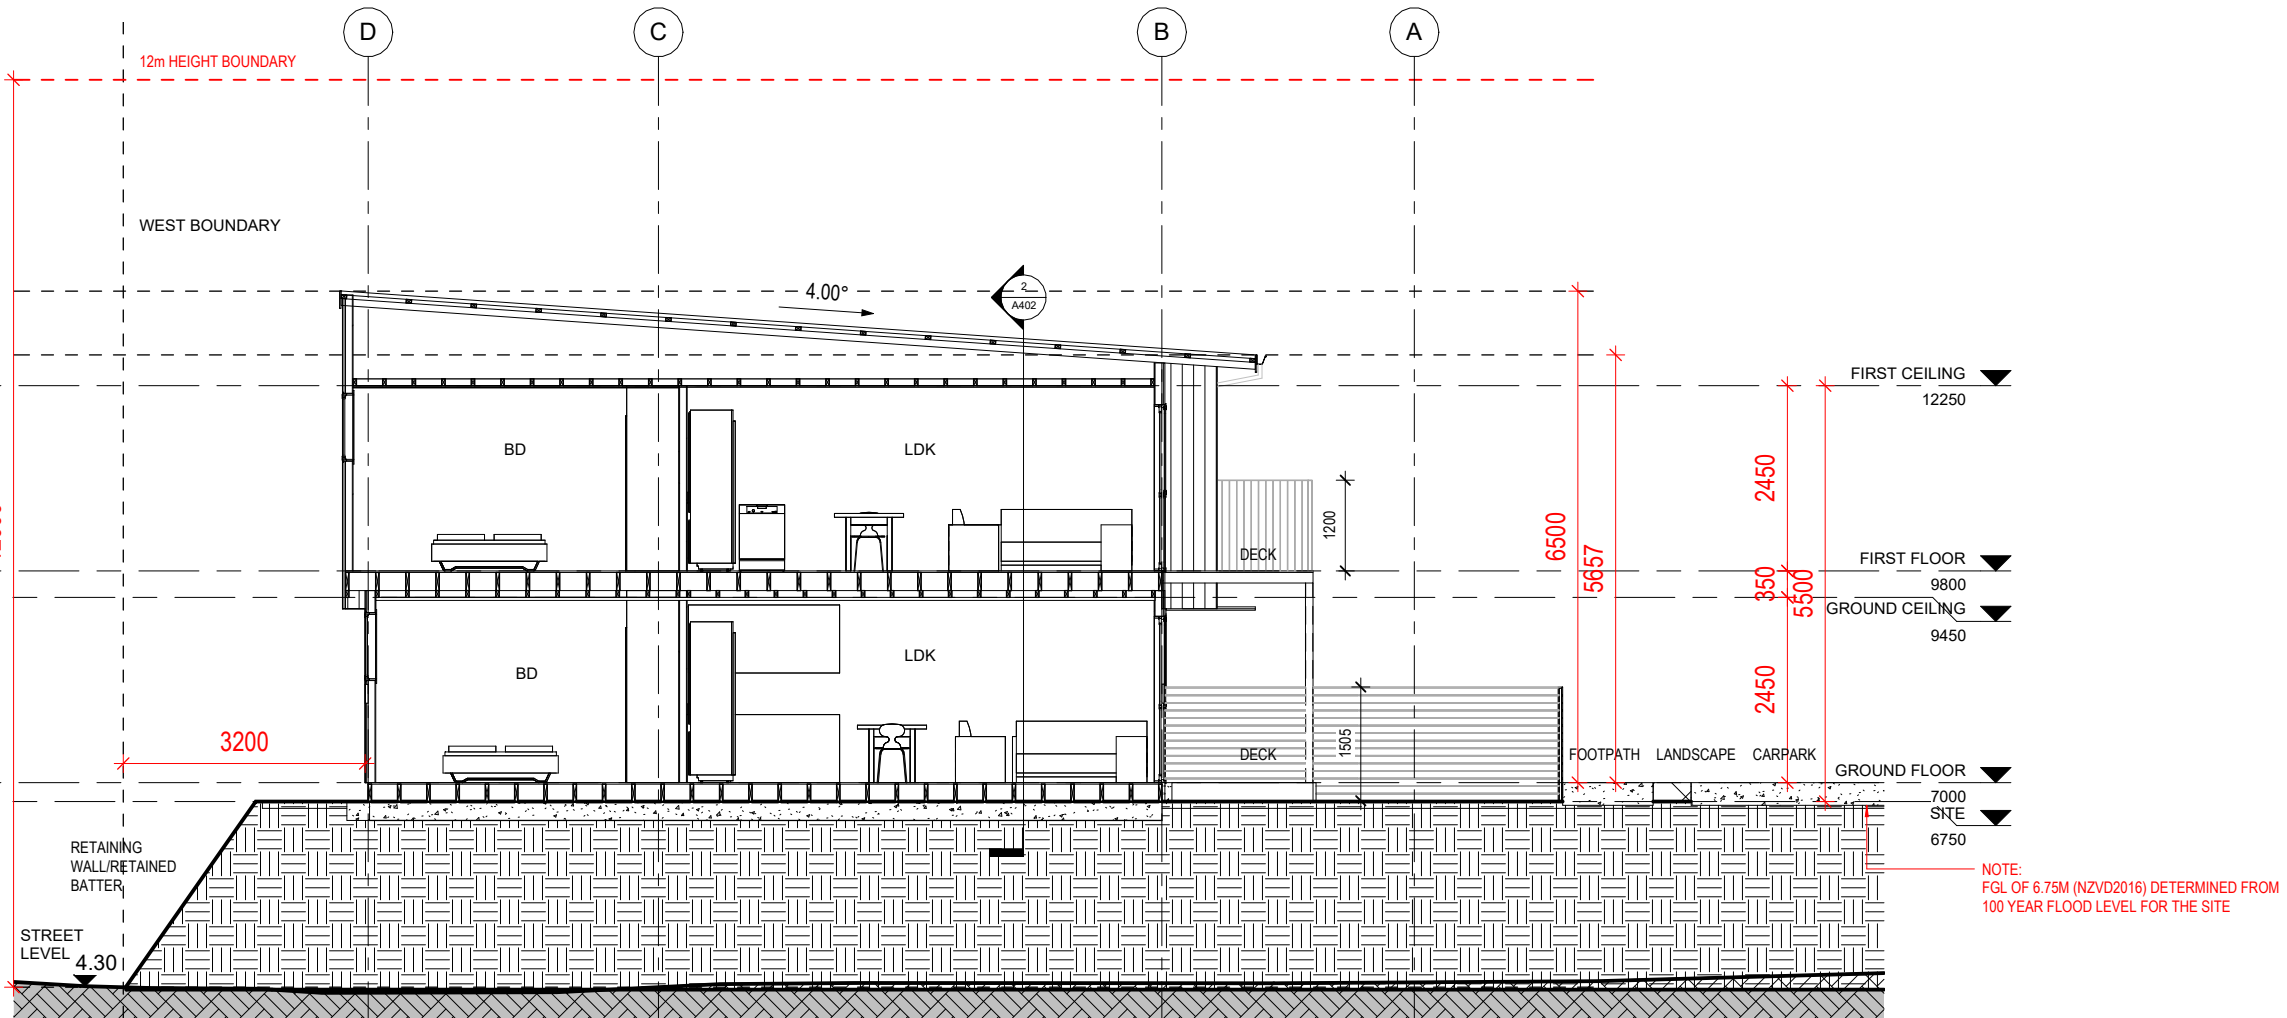 D
C
B
A
12m HEIGHT BOUNDARY
WEST BOUNDARY
4.00°
2
A402
FIRST CEILING
12250
BD
LDK
2450
1200
6500
5657
DECK
FIRST FLOOR
9800
350
5500
GROUND CEILING
9450
BD
LDK
2450
3200
1505
DECK
FOOTPATH
LANDSCAPE
CARPARK
GROUND FLOOR
7000
SITE
6750
RETAINING
WALL/RETAINED
BATTER
NOTE:
FGL OF 6.75M (NZVD2016) DETERMINED FROM
100 YEAR FLOOD LEVEL FOR THE SITE
STREET
LEVEL
4.30